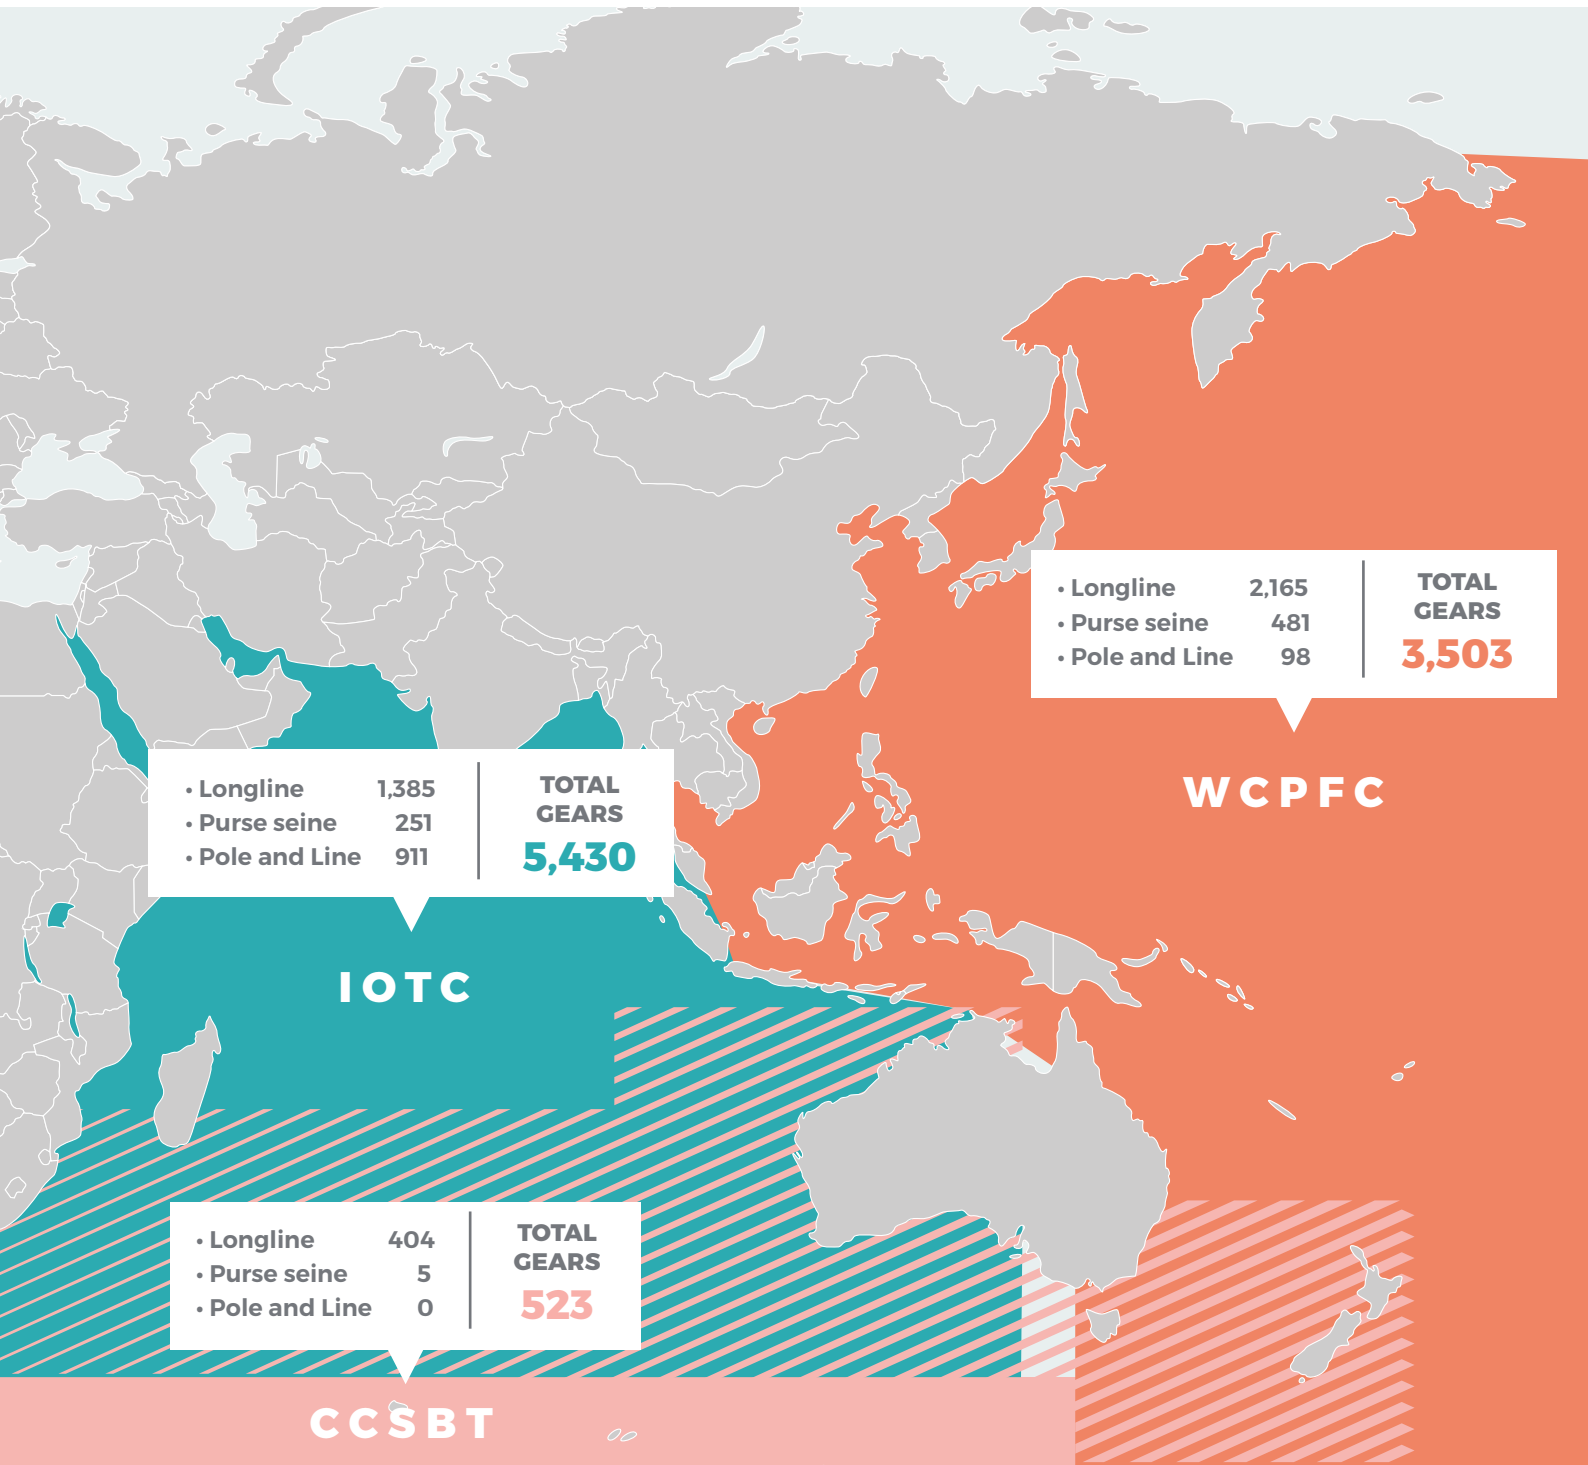 • Longline 2,165
• Purse seine 481
• Pole and Line 98
TOTAL
GEARS
3,503
WCPFC
• Longline 1,385
• Purse seine 251
• Pole and Line 911
TOTAL
GEARS
5,430
IOTC
• Longline 404
• Purse seine 5
• Pole and Line 0
TOTAL
GEARS
523
CCSBT